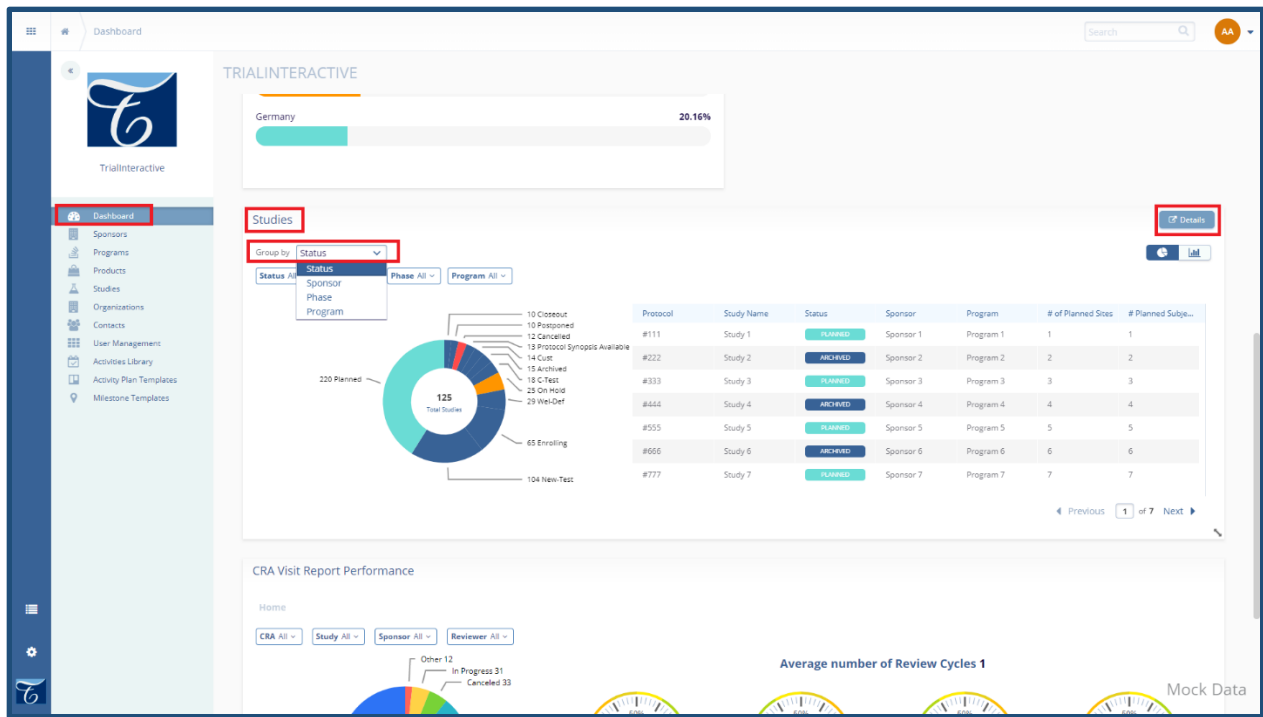 Dashboard
Search
AA
TrialInteractive
Dashboard
Sponsors
Programs
Products
Studies
Organizations
Contacts
User Management
Activities Library
Activity Plan Templates
Milestone Templates
TRIALINTERACTIVE
Germany 20.16%
Studies
Details
Group by Status
Status
Sponsor
Phase
Program
Status All Phase All Program All
10 Closeout
10 Postponed
12 Cancelled
13 Protocol Synopsis Available
14 Cust
15 Archived
18 C-Test
25 On Hold
29 Wel-Def
65 Enrolling
104 New-Test
220 Planned
125
Total Studies
Protocol Study Name Status Sponsor Program # of Planned Sites # Planned Subje...
#111 Study 1 PLANNED Sponsor 1 Program 1 1 1
#222 Study 2 ARCHIVED Sponsor 2 Program 2 2 2
#333 Study 3 PLANNED Sponsor 3 Program 3 3 3
#444 Study 4 ARCHIVED Sponsor 4 Program 4 4 4
#555 Study 5 PLANNED Sponsor 5 Program 5 5 5
#666 Study 6 ARCHIVED Sponsor 6 Program 6 6 6
#777 Study 7 PLANNED Sponsor 7 Program 7 7 7
Previous 1 of 7 Next
CRA Visit Report Performance
Home
CRA All Study All Sponsor All Reviewer All
Other 12
In Progress 31
Canceled 33
Average number of Review Cycles 1
50% 50% 50% 50%
Mock Data